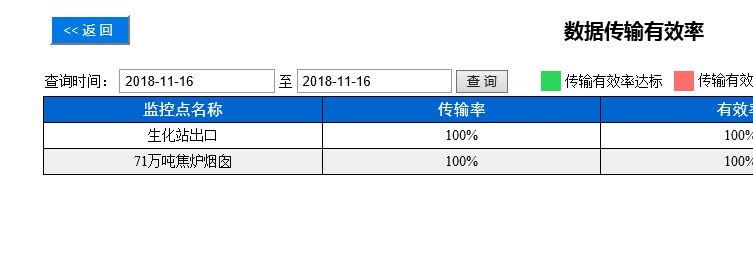 << 返 回
数据传输有效率
查询时间： 2018-11-16 至 2018-11-16 查 询 传输有效率达标 传输有效
监控点名称 传输率 有效率
生化站出口 100% 100%
71万吨焦炉烟囱 100% 100%